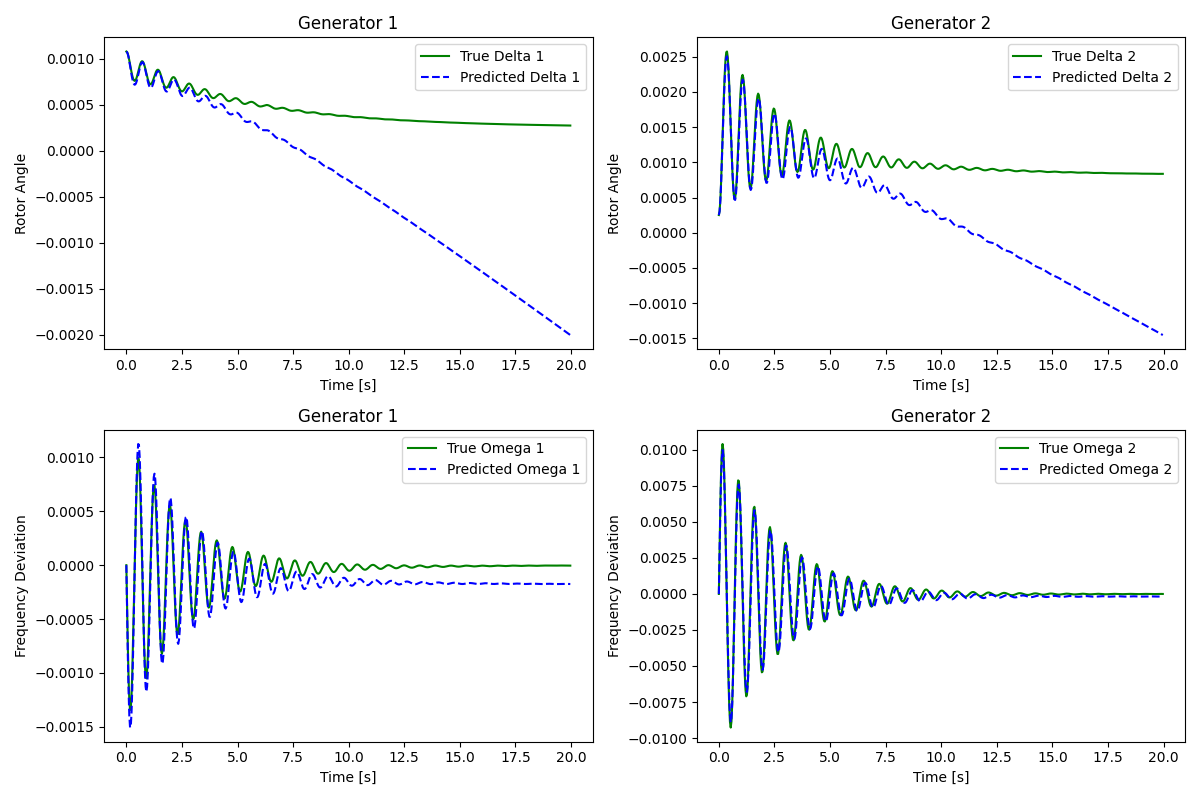 Generator 1
True Delta 1
Predicted Delta 1
0.0010
0.0005
0.0000
−0.0005
−0.0010
−0.0015
−0.0020
Rotor Angle
0.0 2.5 5.0 7.5 10.0 12.5 15.0 17.5 20.0
Time [s]
Generator 2
True Delta 2
Predicted Delta 2
0.0025
0.0020
0.0015
0.0010
0.0005
0.0000
−0.0005
−0.0010
−0.0015
Rotor Angle
0.0 2.5 5.0 7.5 10.0 12.5 15.0 17.5 20.0
Time [s]
Generator 1
True Omega 1
Predicted Omega 1
0.0010
0.0005
0.0000
−0.0005
−0.0010
−0.0015
Frequency Deviation
0.0 2.5 5.0 7.5 10.0 12.5 15.0 17.5 20.0
Time [s]
Generator 2
True Omega 2
Predicted Omega 2
0.0100
0.0075
0.0050
0.0025
0.0000
−0.0025
−0.0050
−0.0075
−0.0100
Frequency Deviation
0.0 2.5 5.0 7.5 10.0 12.5 15.0 17.5 20.0
Time [s]